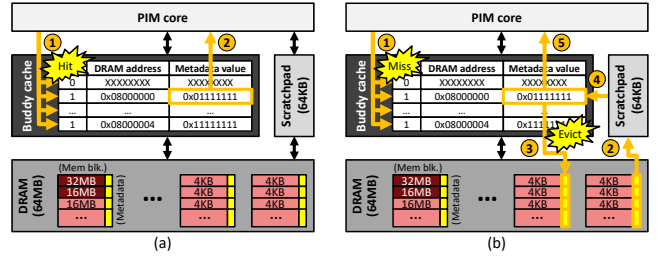 PIM core
1
2
Buddy cache
Hit
DRAM address
Metadata value
0
XXXXXXXX
XXXXXXXX
1
0x08000000
0x01111111
...
...
...
1
0x08000004
0x11111111
Scratchpad
(64KB)
DRAM
(64MB)
(Mem blk.)
(Metadata)
32MB
16MB
16MB
...
...
4KB
4KB
4KB
...
4KB
4KB
4KB
...
(a)
PIM core
1
5
Buddy cache
Miss
DRAM address
Metadata value
0
XXXXXXXX
XXXXXXXX
1
0x08000000
0x01111111
4
...
...
1
0x08000004
Evict
3
2
Scratchpad
(64KB)
DRAM
(64MB)
(Mem blk.)
(Metadata)
32MB
16MB
16MB
...
...
4KB
4KB
4KB
...
4KB
4KB
4KB
...
(b)